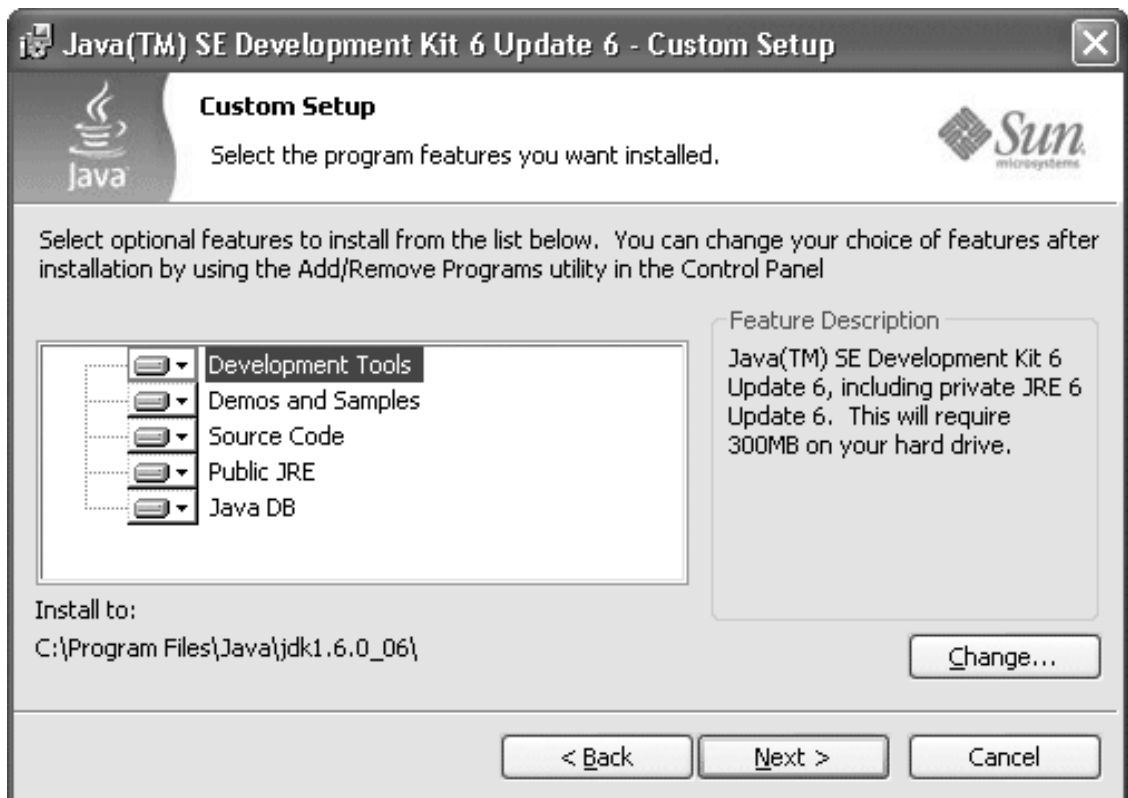 Java(TM) SE Development Kit 6 Update 6 - Custom Setup
Java
Custom Setup
Select the program features you want installed.
Sun
microsystems
Select optional features to install from the list below.  You can change your choice of features after
installation by using the Add/Remove Programs utility in the Control Panel
Development Tools
Demos and Samples
Source Code
Public JRE
Java DB
Feature Description
Java(TM) SE Development Kit 6
Update 6, including private JRE 6
Update 6.  This will require
300MB on your hard drive.
Install to:
C:\Program Files\Java\jdk1.6.0_06\
Change...
< Back
Next >
Cancel